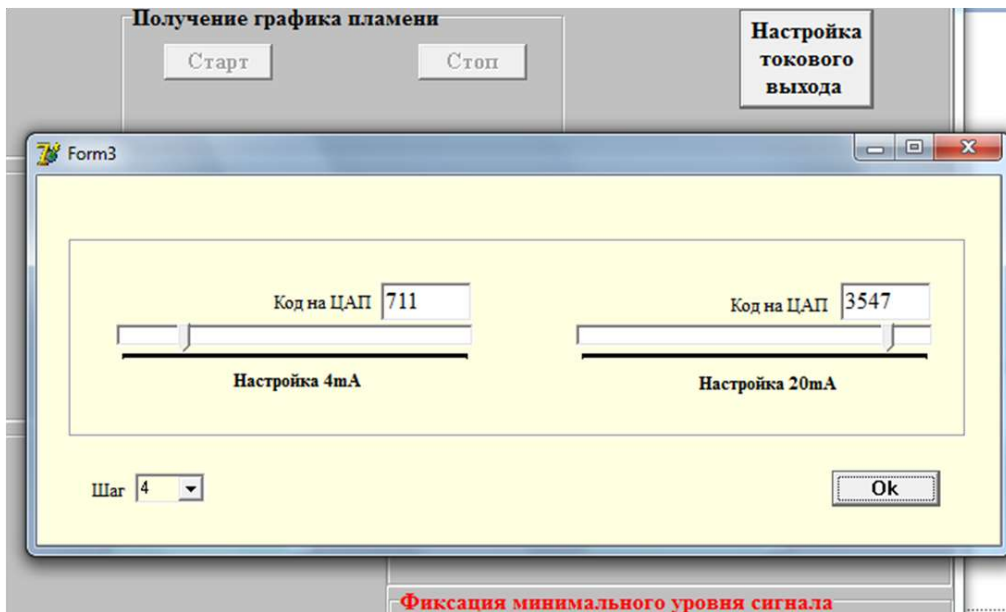 Получение графика пламени
Старт
Стоп
Настройка
токового
выхода
Form3
Код на ЦАП 711
Код на ЦАП 3547
Настройка 4mA
Настройка 20mA
Шаг 4
Ok
Фиксация минимального уровня сигнала